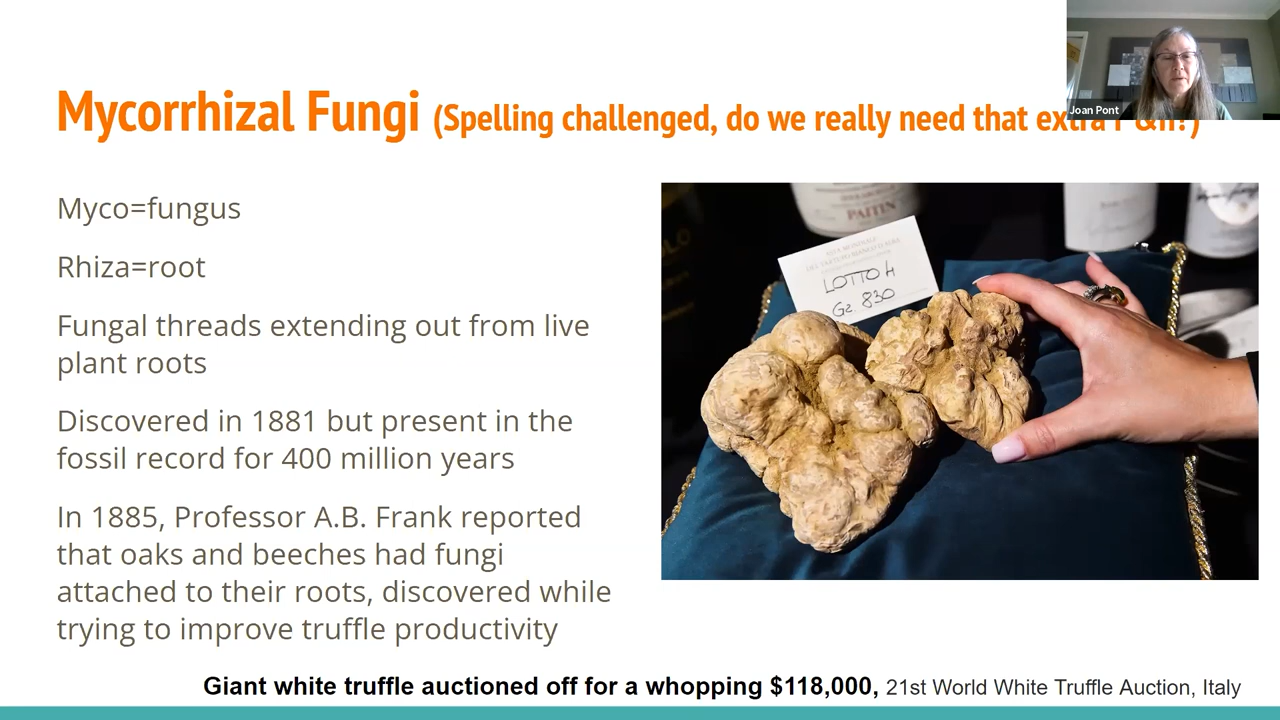 Mycorrhizal Fungi (Spelling challenged, do we really need that extra r &h?)
Joan Pont
Myco=fungus
Rhiza=root
Fungal threads extending out from live
plant roots
Discovered in 1881 but present in the
fossil record for 400 million years
In 1885, Professor A.B. Frank reported
that oaks and beeches had fungi
attached to their roots, discovered while
trying to improve truffle productivity
PAITIN
LOTTO 4
Gr. 830
Giant white truffle auctioned off for a whopping $118,000, 21st World White Truffle Auction, Italy